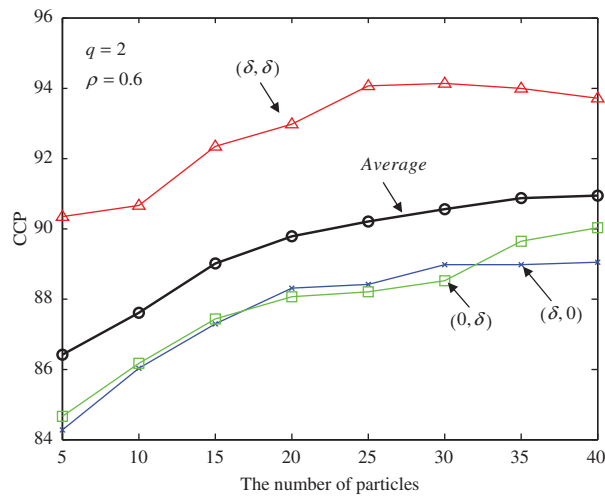 96
94
92
90
88
86
84
CCP
q = 2
ρ = 0.6
(δ, δ)
Average
(0, δ)
(δ, 0)
5 10 15 20 25 30 35 40
The number of particles